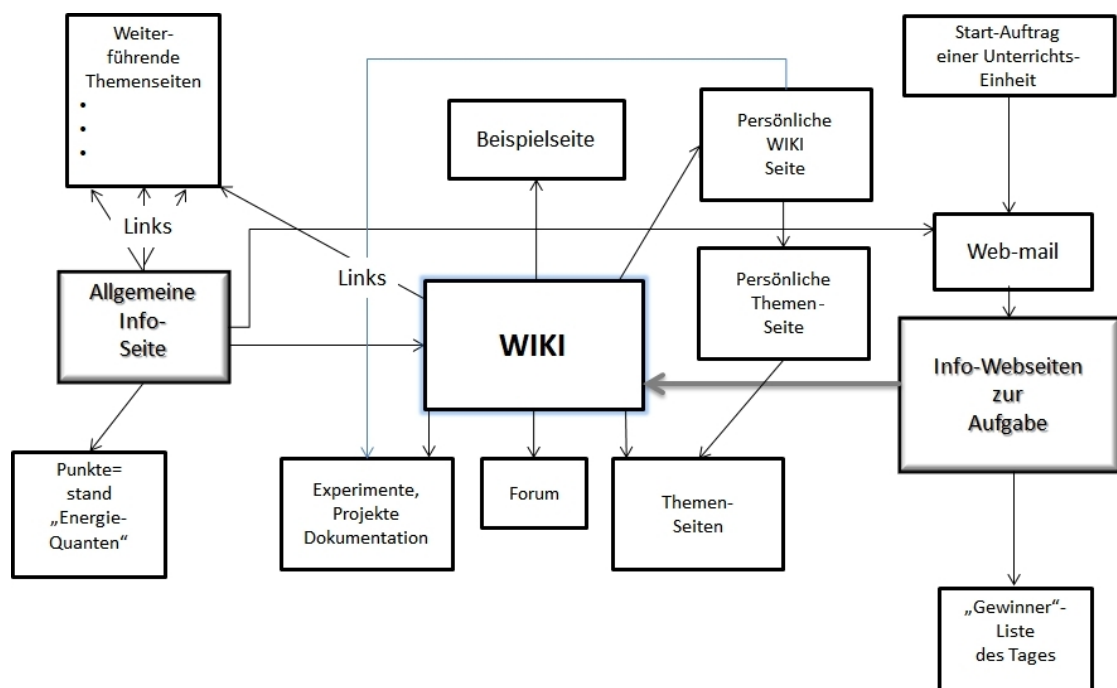 Weiter-
führende
Themenseiten
•
•
•
Start-Auftrag
einer Unterrichts-
Einheit
Beispielseite
Persönliche
WIKI
Seite
Links
Web-mail
Links
Persönliche
Themen-
Seite
Allgemeine
Info-
Seite
WIKI
Info-Webseiten
zur
Aufgabe
Punkte=
stand
„Energie-
Quanten“
Experimente,
Projekte
Dokumentation
Forum
Themen-
Seiten
„Gewinner“-
Liste
des Tages